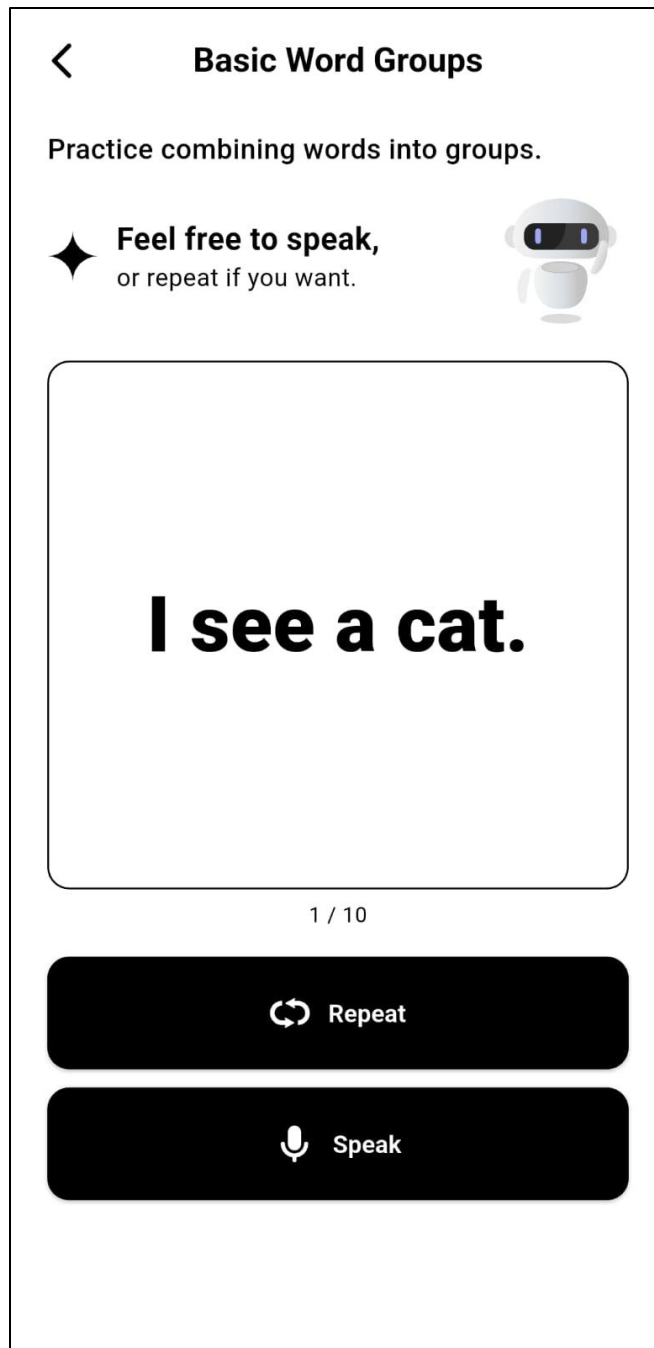 Basic Word Groups
Practice combining words into groups.
Feel free to speak,
or repeat if you want.
I see a cat.
1 / 10
Repeat
Speak